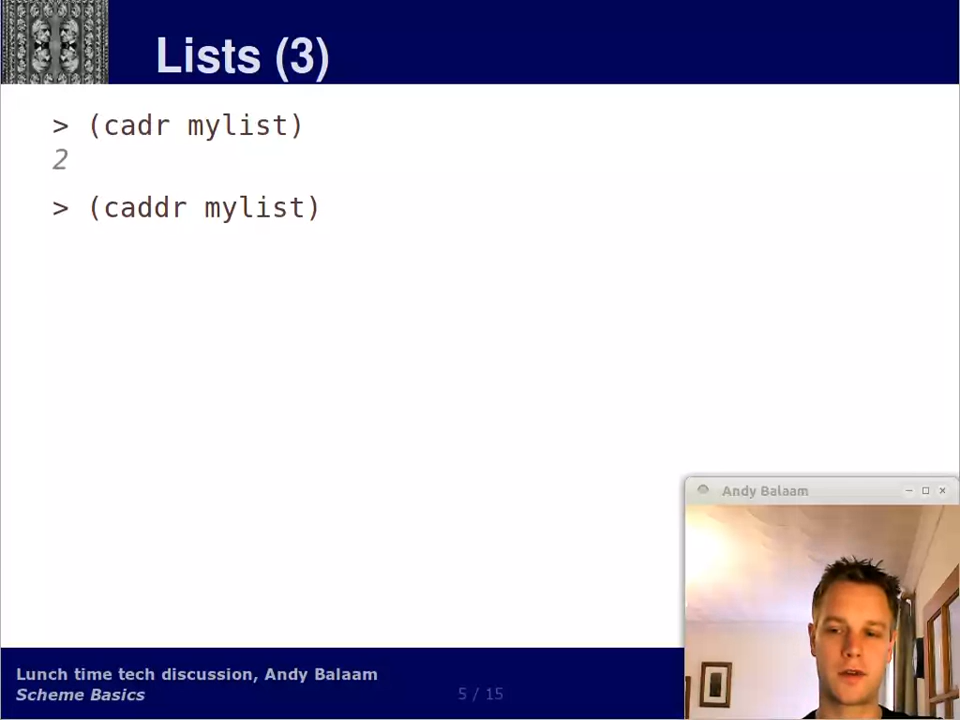 Lists (3)
> (cadr mylist)
2
> (caddr mylist)
Andy Balaam
Lunch time tech discussion, Andy Balaam
Scheme Basics
5 / 15